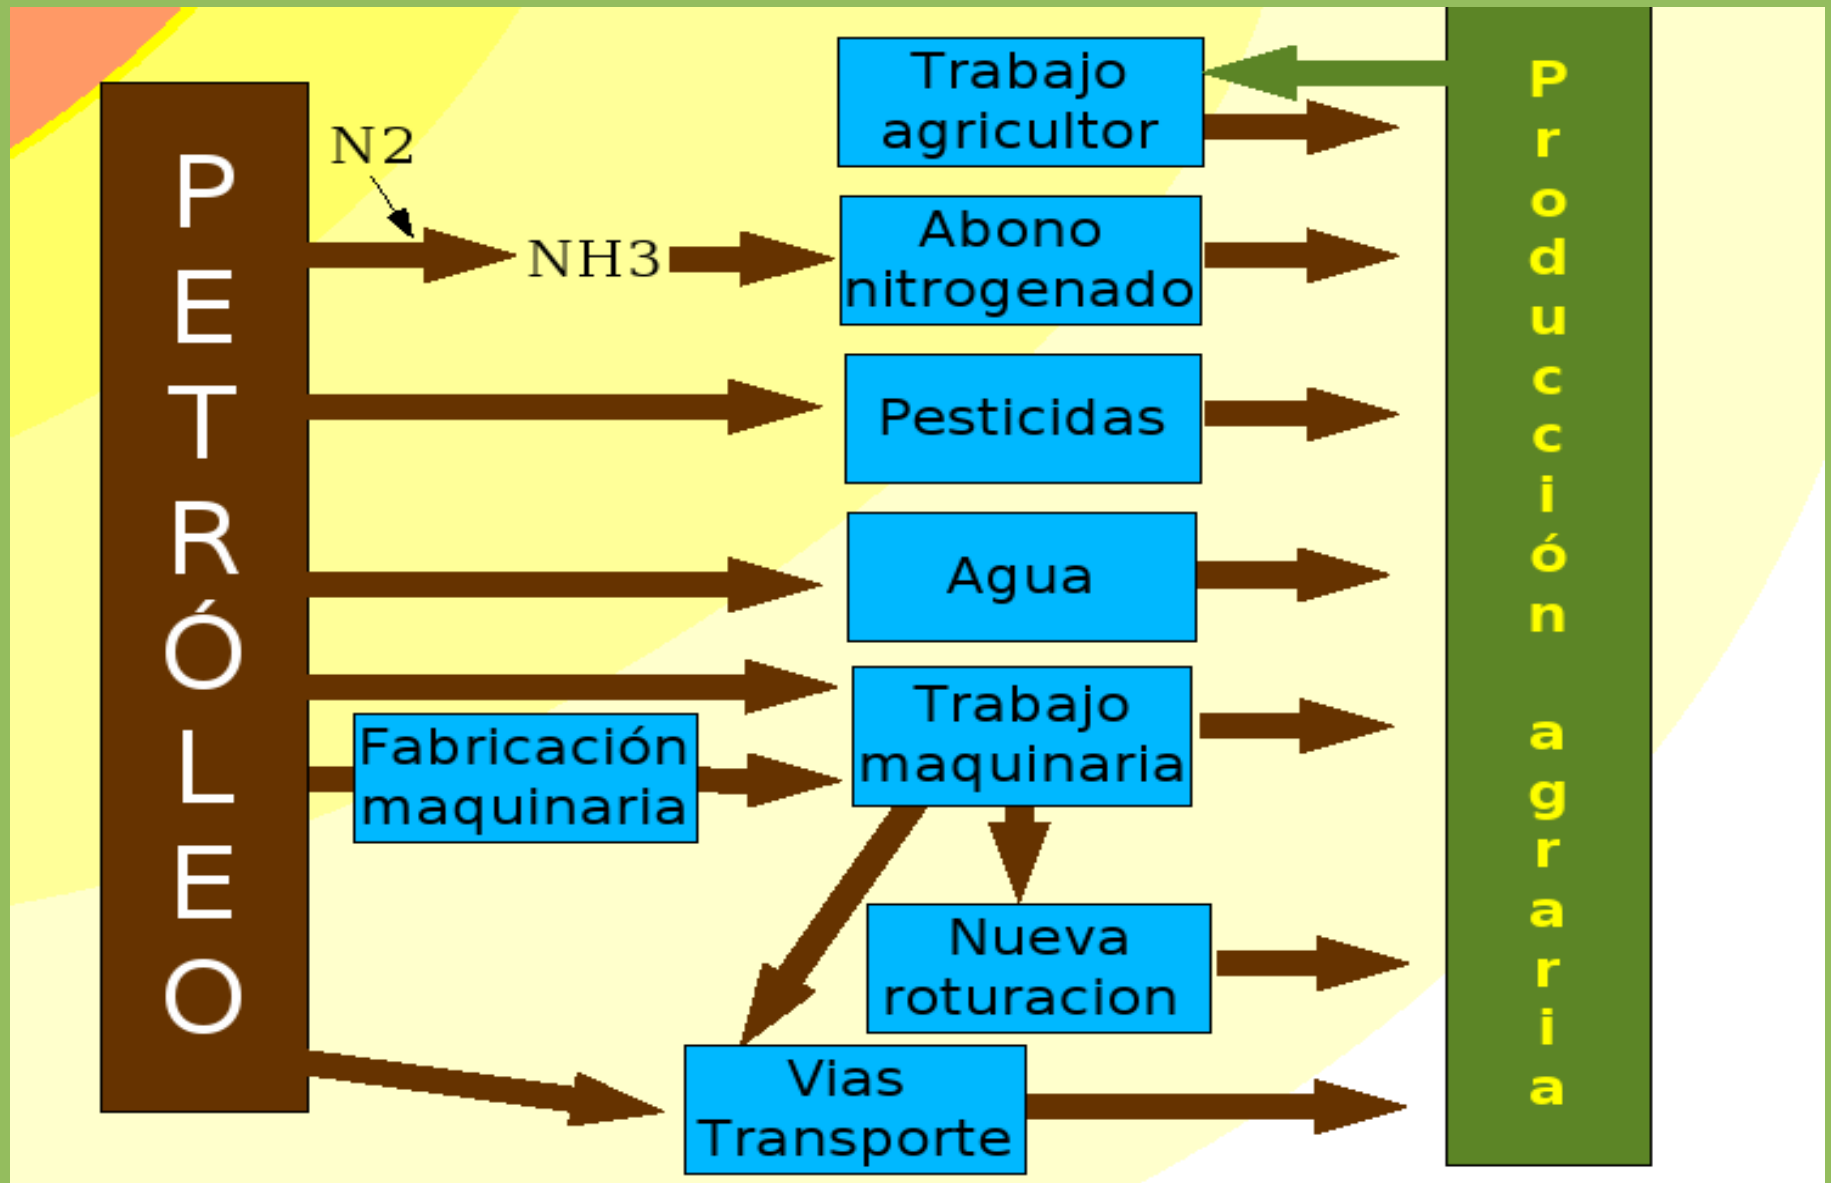 PETRÓLEO
N2
NH3
Trabajo
agricultor
Abono
nitrogenado
Pesticidas
Agua
Fabricación
maquinaria
Trabajo
maquinaria
Nueva
roturacion
Vias
Transporte
Producción agraria